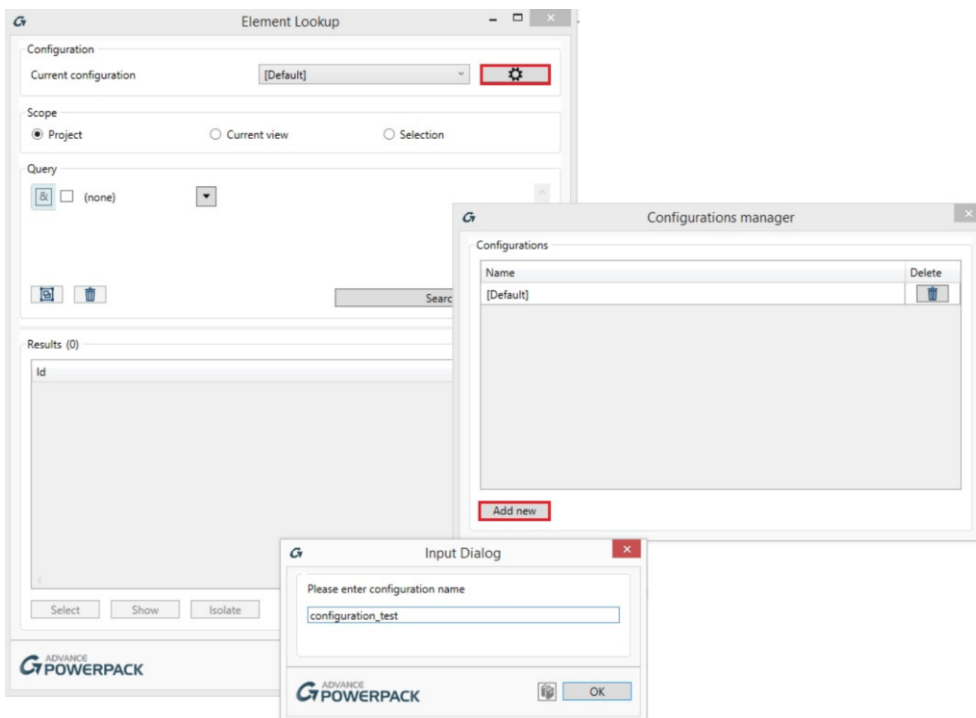 Element Lookup
Configuration
Current configuration
[Default]
Scope
Project
Current view
Selection
Query
&
(none)
Results (0)
Id
Select
Show
Isolate
ADVANCE
POWERPACK
Configurations manager
Configurations
Name
Delete
[Default]
Add new
Input Dialog
Please enter configuration name
configuration_test
ADVANCE
POWERPACK
OK